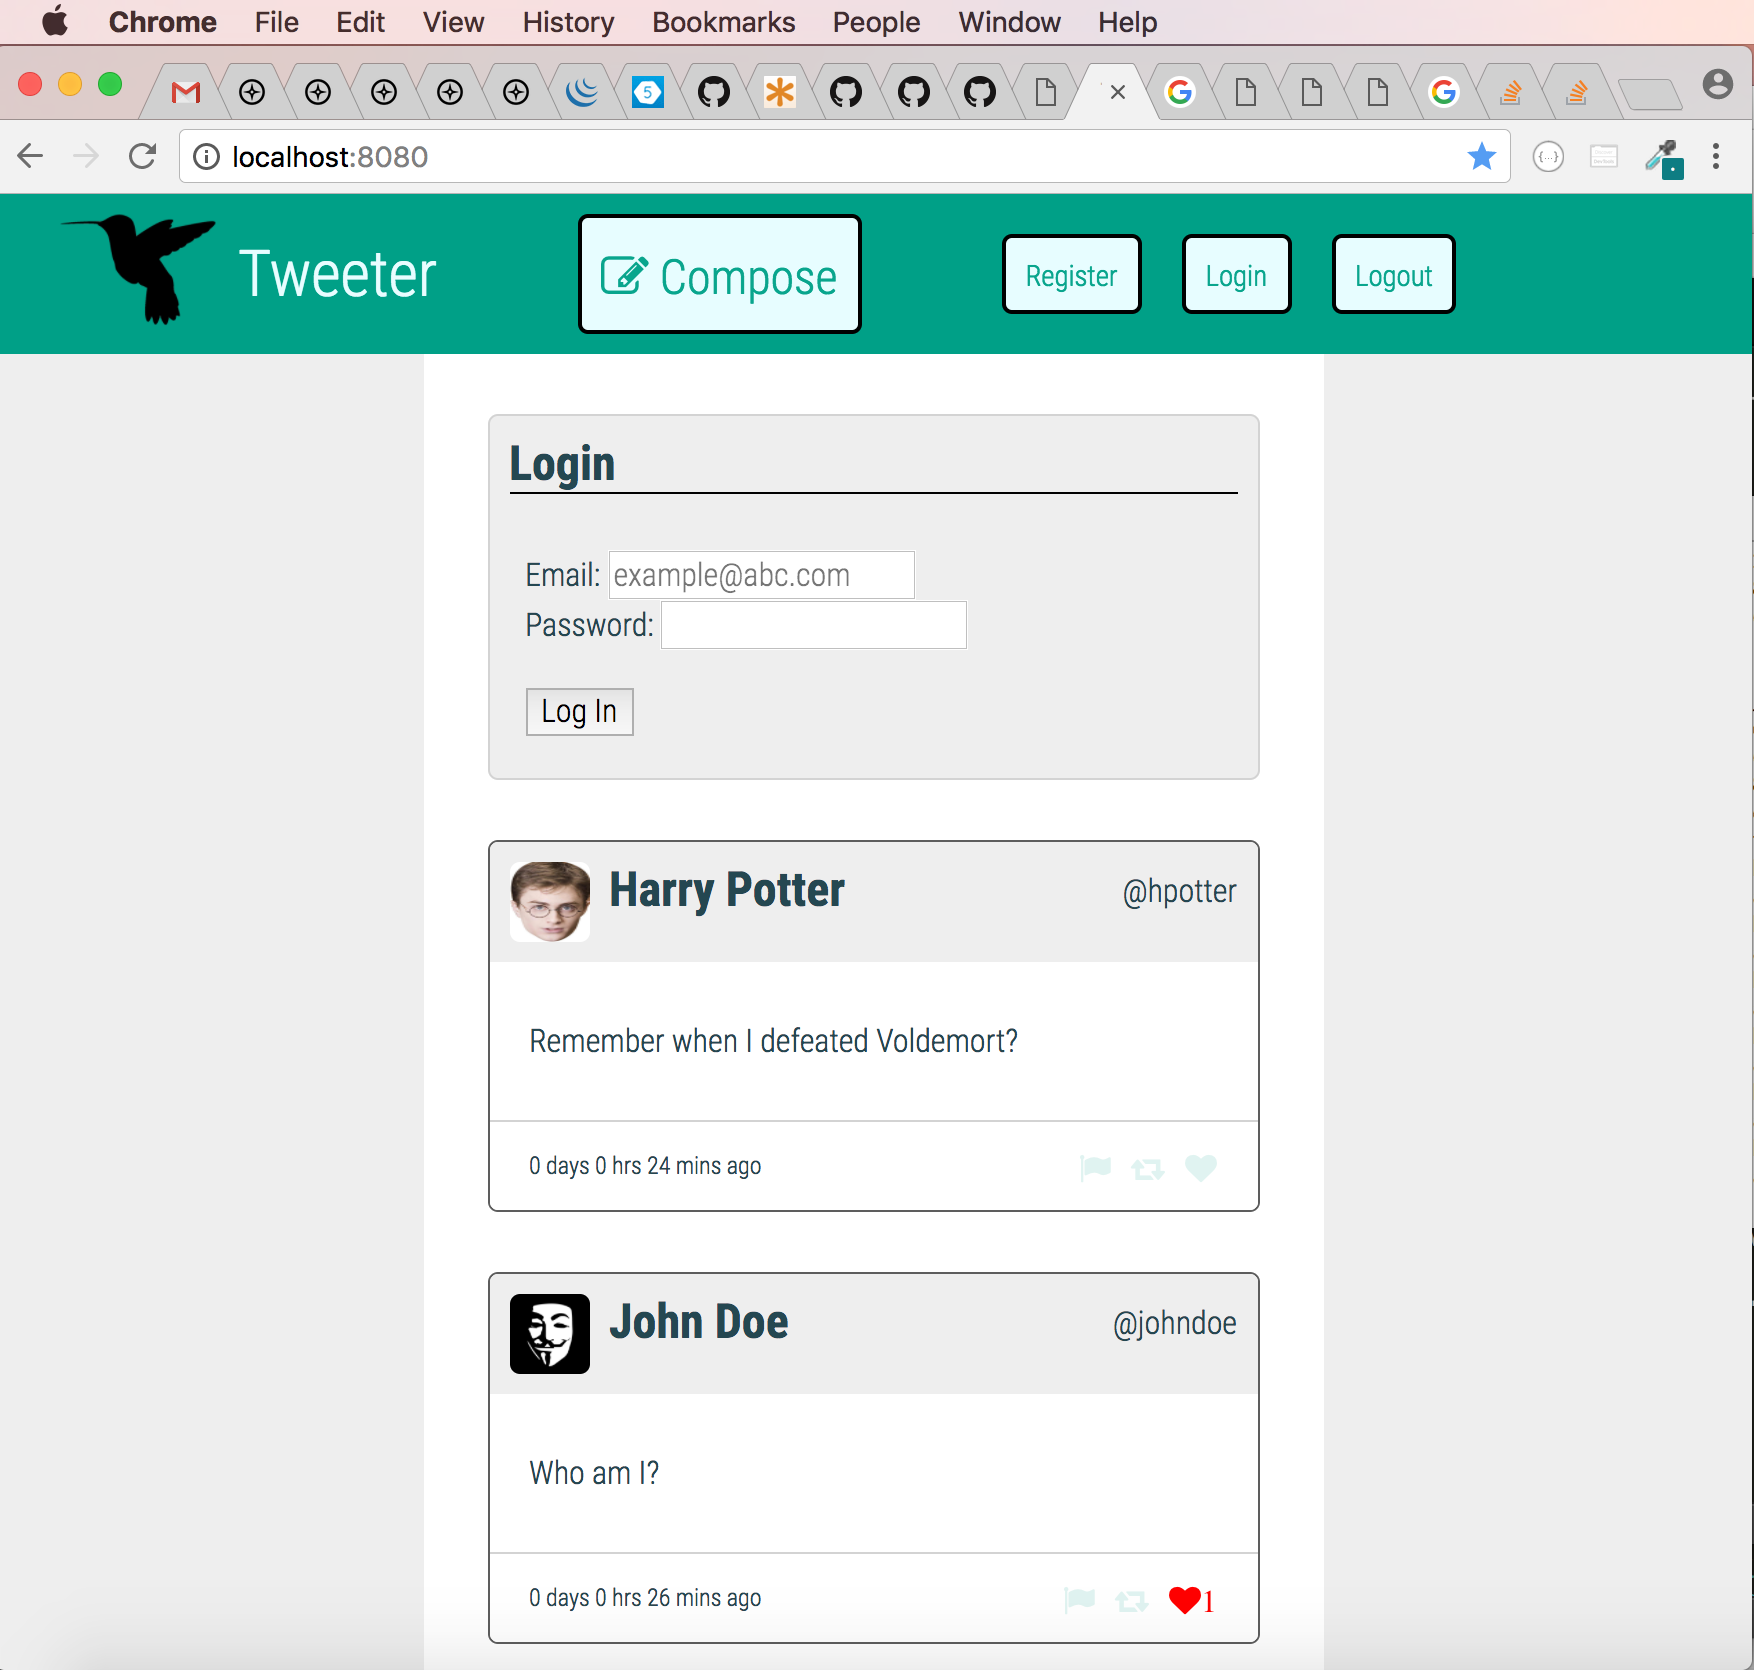 Chrome File Edit View History Bookmarks People Window Help
5
localhost:8080
Tweeter Compose Register Login Logout
Login
Email: example@abc.com
Password:
Log In
Harry Potter @hpotter
Remember when I defeated Voldemort?
0 days 0 hrs 24 mins ago
John Doe @johndoe
Who am I?
0 days 0 hrs 26 mins ago 1